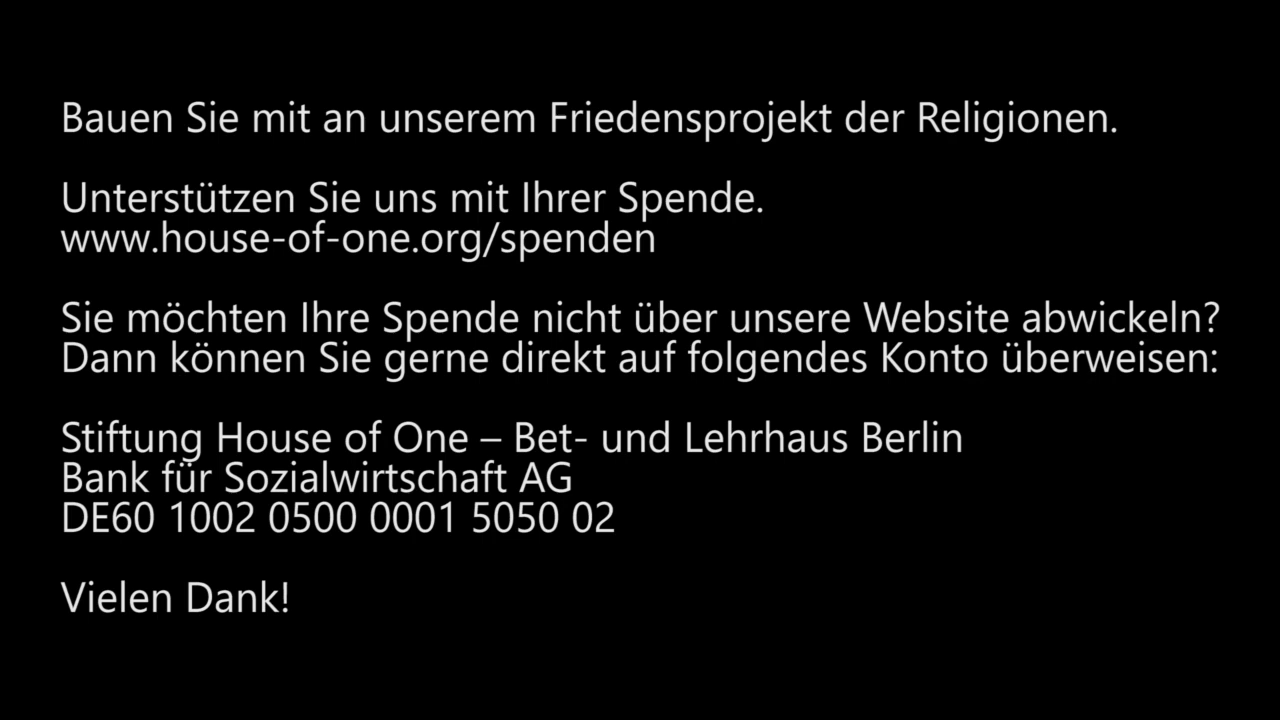 Bauen Sie mit an unserem Friedensprojekt der Religionen.
Unterstützen Sie uns mit Ihrer Spende.
www.house-of-one.org/spenden
Sie möchten Ihre Spende nicht über unsere Website abwickeln?
Dann können Sie gerne direkt auf folgendes Konto überweisen:
Stiftung House of One – Bet- und Lehrhaus Berlin
Bank für Sozialwirtschaft AG
DE60 1002 0500 0001 5050 02
Vielen Dank!